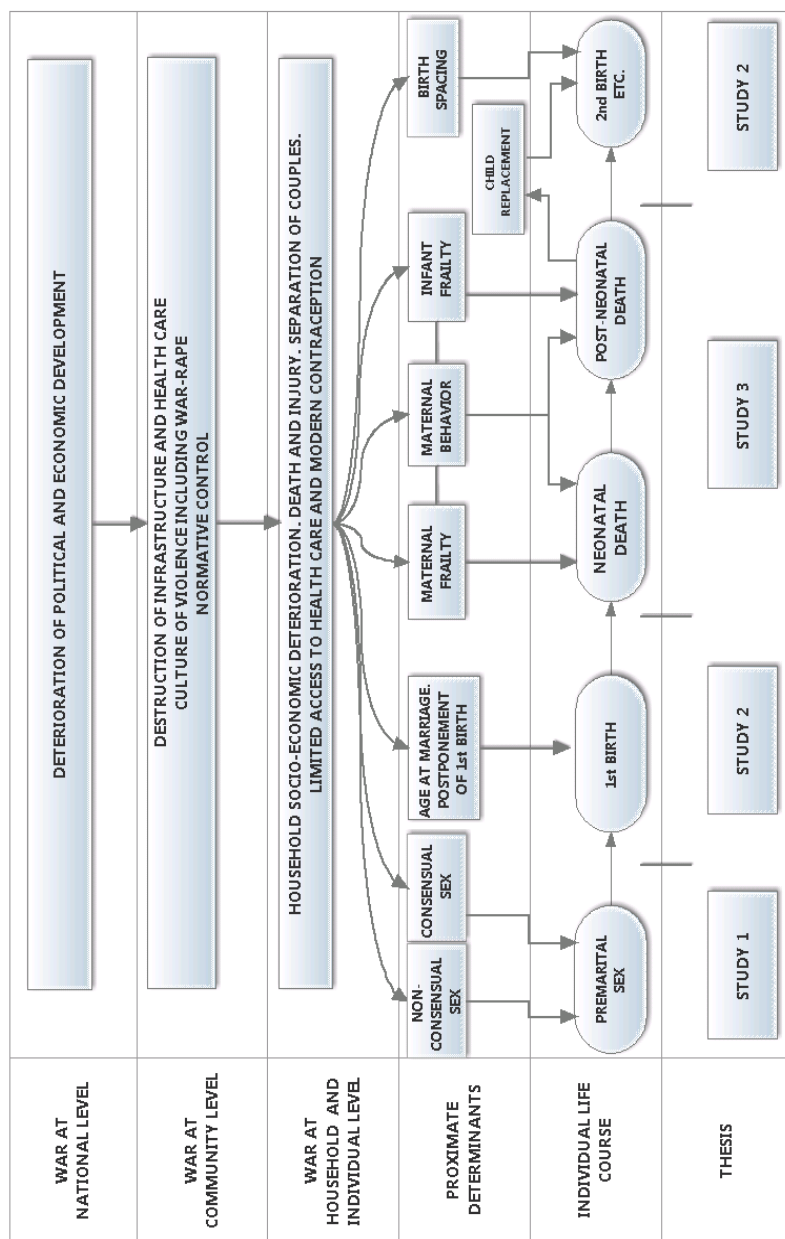 WAR AT
NATIONAL LEVEL
DETERIORATION OF POLITICAL AND ECONOMIC DEVELOPMENT
WAR AT
COMMUNITY LEVEL
DESTRUCTION OF INFRASTRUCTURE AND HEALTH CARE
CULTURE OF VIOLENCE INCLUDING WAR-RAPE
NORMATIVE CONTROL
WAR AT
HOUSEHOLD AND
INDIVIDUAL LEVEL
HOUSEHOLD SOCIO-ECONOMIC DETERIORATION. DEATH AND INJURY. SEPARATION OF COUPLES.
LIMITED ACCESS TO HEALTH CARE AND MODERN CONTRACEPTION
PROXIMATE
DETERMINANTS
NON-
CONSENSUAL
SEX
CONSENSUAL
SEX
AGE AT MARRIAGE.
POSTPONEMENT
OF 1st BIRTH
MATERNAL
FRAILTY
MATERNAL
BEHAVIOR
INFANT
FRAILTY
BIRTH
SPACING
CHILD
REPLACEMENT
INDIVIDUAL LIFE
COURSE
PREMARITAL
SEX
1st BIRTH
NEONATAL
DEATH
POST-NEONATAL
DEATH
2nd BIRTH
ETC.
THESIS
STUDY 1
STUDY 2
STUDY 3
STUDY 2